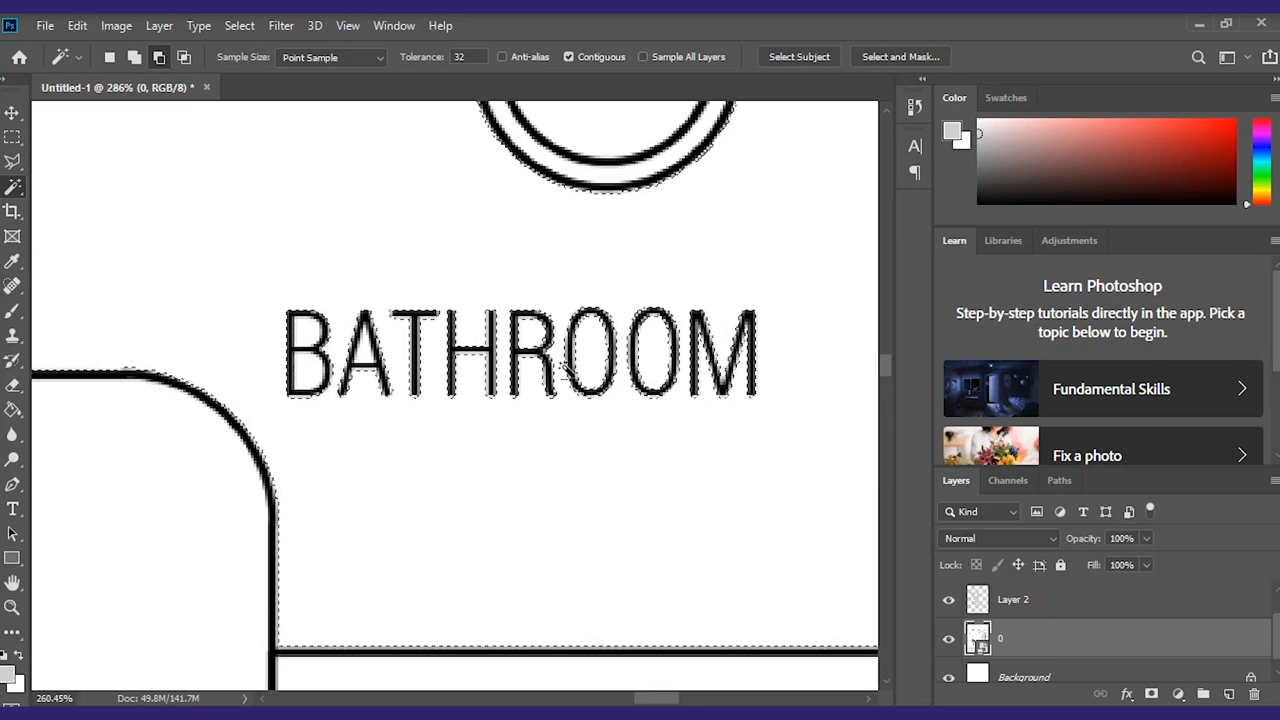 Ps File Edit Image Layer Type Select Filter 3D View Window Help
Sample Size: Point Sample Tolerance: 32 Anti-alias Contiguous Sample All Layers Select Subject Select and Mask...
Untitled-1 @ 286% (0, RGB/8) * ×
Color Swatches
BATHROOM
Learn Libraries Adjustments
Learn Photoshop
Step-by-step tutorials directly in the app. Pick a
topic below to begin.
Fundamental Skills
Fix a photo
Layers Channels Paths
Kind
Normal Opacity: 100%
Lock: Fill: 100%
Layer 2
0
Background
260.45% Doc: 49.8M/141.7M